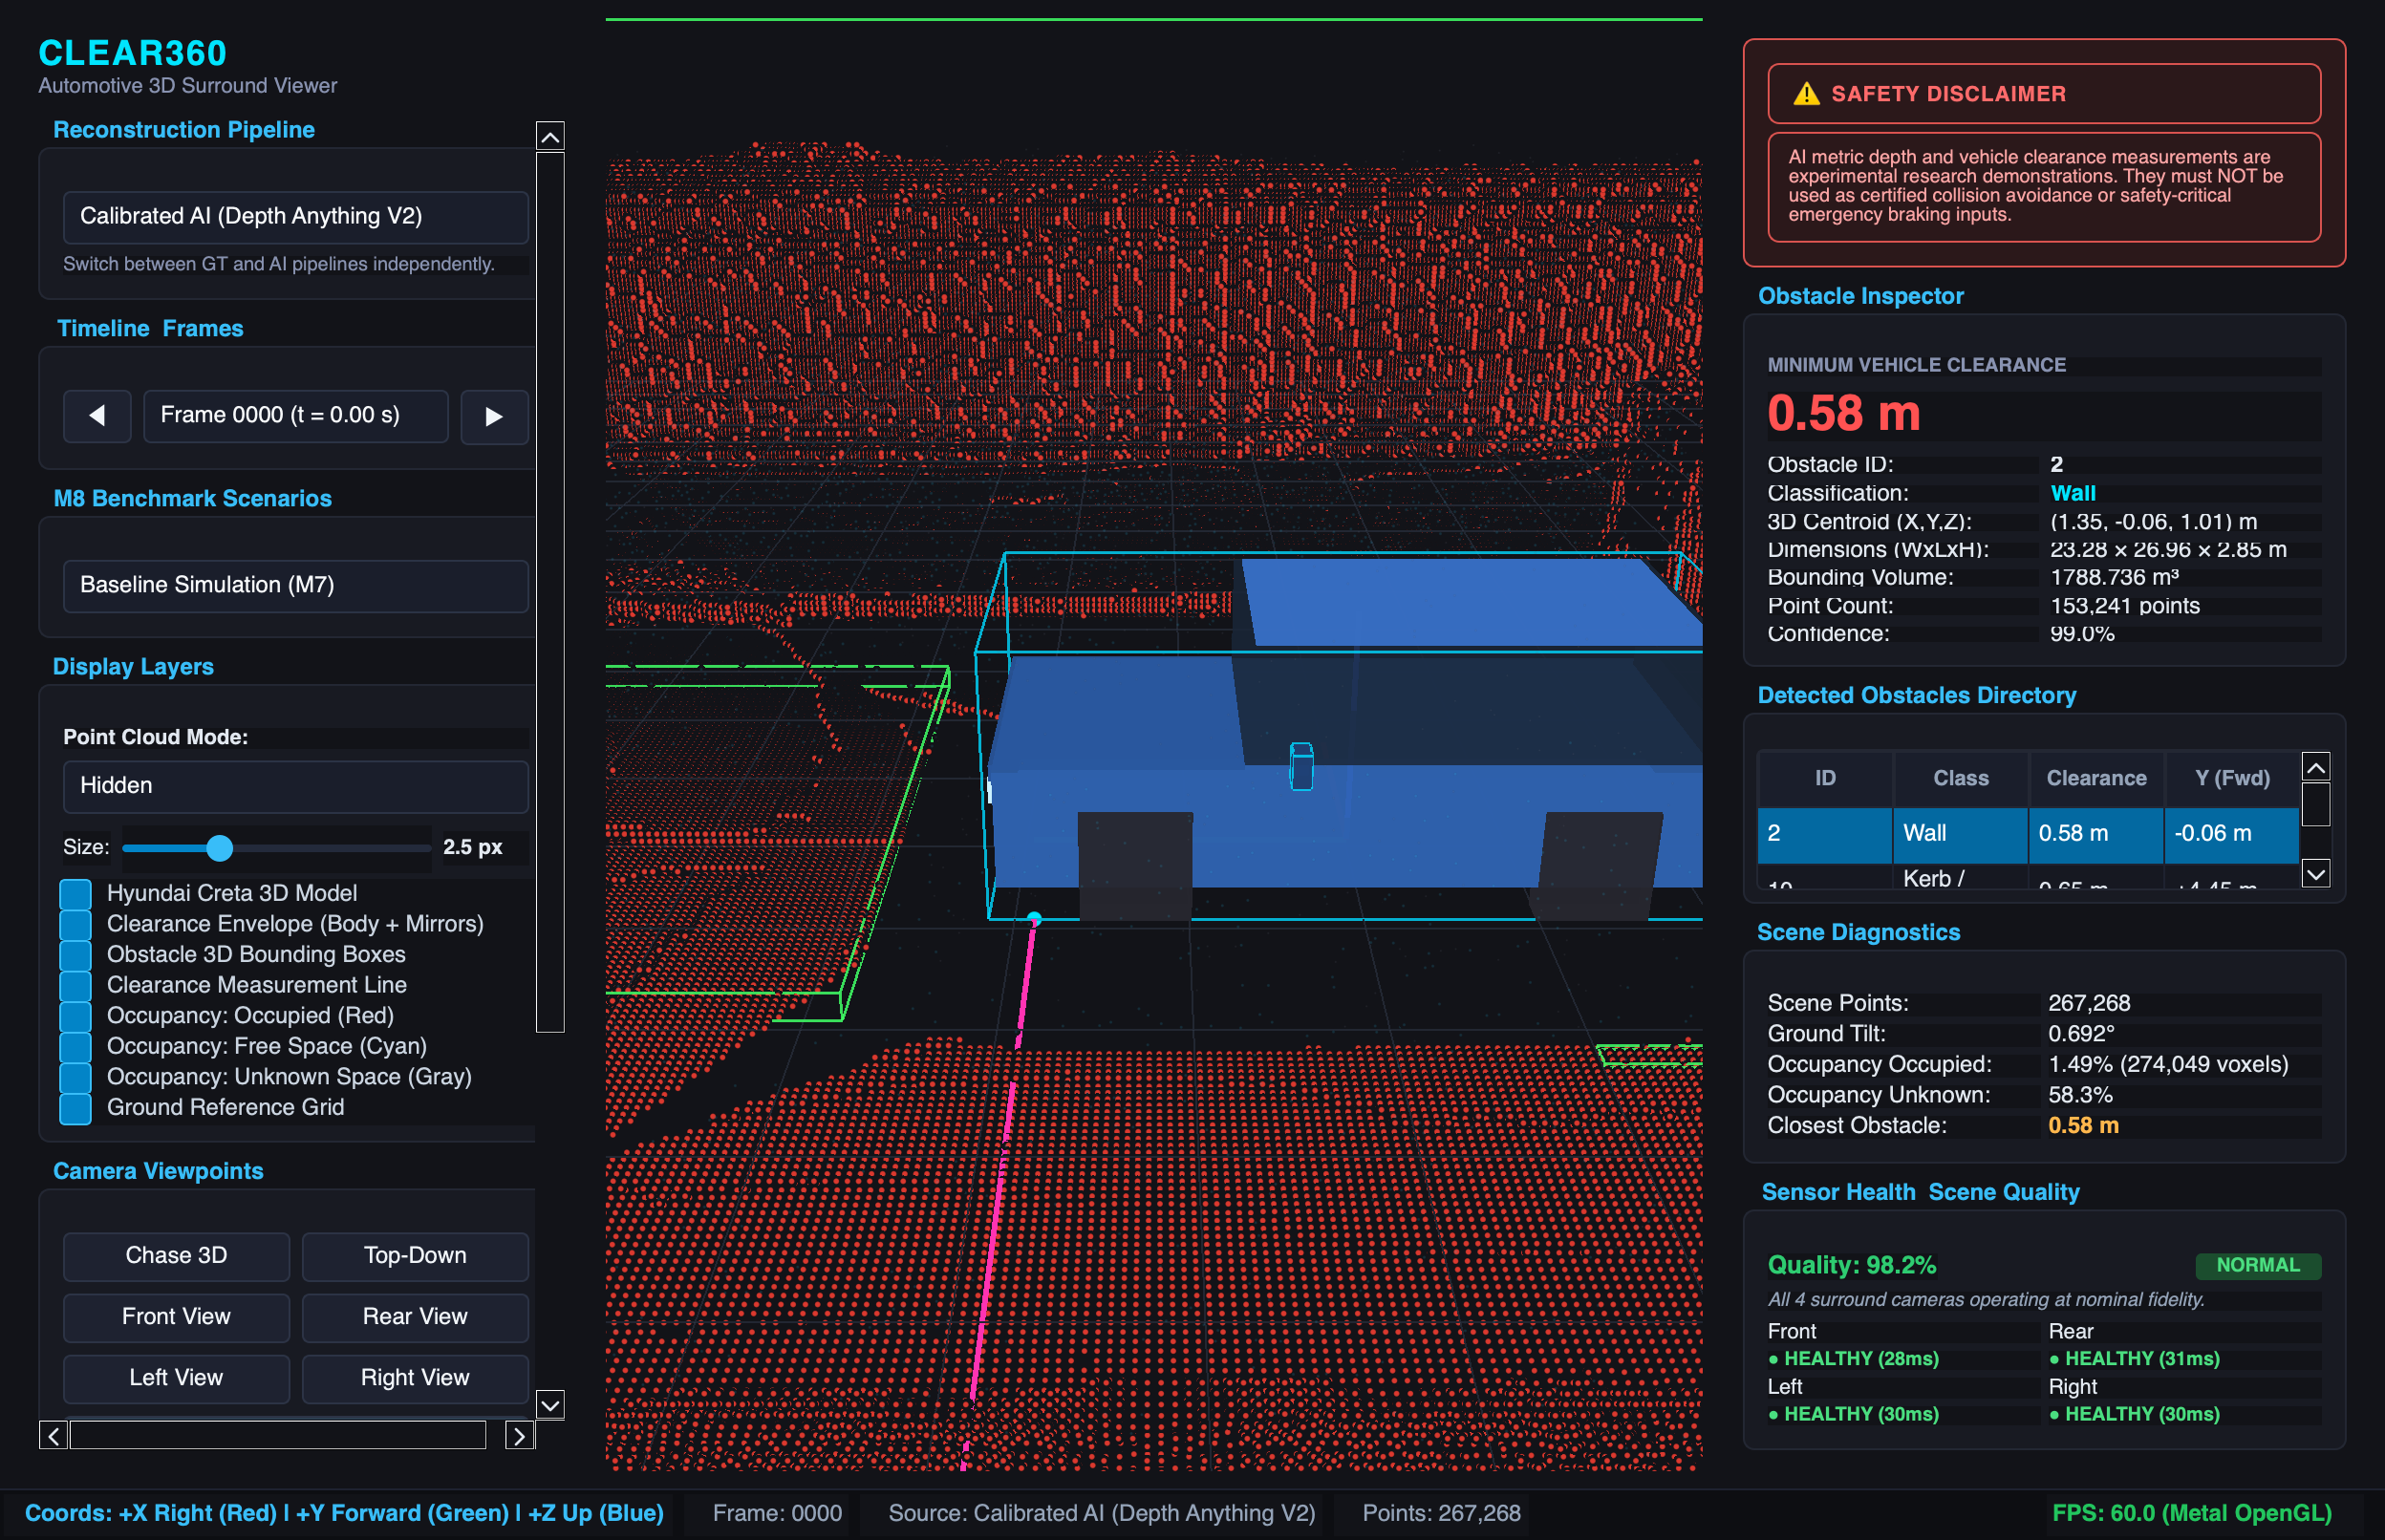 CLEAR360
Automotive 3D Surround Viewer
Reconstruction Pipeline
Calibrated AI (Depth Anything V2)
Switch between GT and AI pipelines independently.
Timeline  Frames
Frame 0000 (t = 0.00 s)
M8 Benchmark Scenarios
Baseline Simulation (M7)
Display Layers
Point Cloud Mode:
Hidden
Size: 2.5 px
Hyundai Creta 3D Model
Clearance Envelope (Body + Mirrors)
Obstacle 3D Bounding Boxes
Clearance Measurement Line
Occupancy: Occupied (Red)
Occupancy: Free Space (Cyan)
Occupancy: Unknown Space (Gray)
Ground Reference Grid
Camera Viewpoints
Chase 3D Top-Down
Front View Rear View
Left View Right View
⚠️ SAFETY DISCLAIMER
AI metric depth and vehicle clearance measurements are
experimental research demonstrations. They must NOT be
used as certified collision avoidance or safety-critical
emergency braking inputs.
Obstacle Inspector
MINIMUM VEHICLE CLEARANCE
0.58 m
Obstacle ID: 2
Classification: Wall
3D Centroid (X,Y,Z): (1.35, -0.06, 1.01) m
Dimensions (WxLxH): 23.28 × 26.96 × 2.85 m
Bounding Volume: 1788.736 m³
Point Count: 153,241 points
Confidence: 99.0%
Detected Obstacles Directory
ID Class Clearance Y (Fwd)
2 Wall 0.58 m -0.06 m
10 Kerb / 0.65 m +4.45 m
Scene Diagnostics
Scene Points: 267,268
Ground Tilt: 0.692°
Occupancy Occupied: 1.49% (274,049 voxels)
Occupancy Unknown: 58.3%
Closest Obstacle: 0.58 m
Sensor Health  Scene Quality
Quality: 98.2% NORMAL
All 4 surround cameras operating at nominal fidelity.
Front Rear
● HEALTHY (28ms) ● HEALTHY (31ms)
Left Right
● HEALTHY (30ms) ● HEALTHY (30ms)
Coords: +X Right (Red) | +Y Forward (Green) | +Z Up (Blue) Frame: 0000 Source: Calibrated AI (Depth Anything V2) Points: 267,268 FPS: 60.0 (Metal OpenGL)